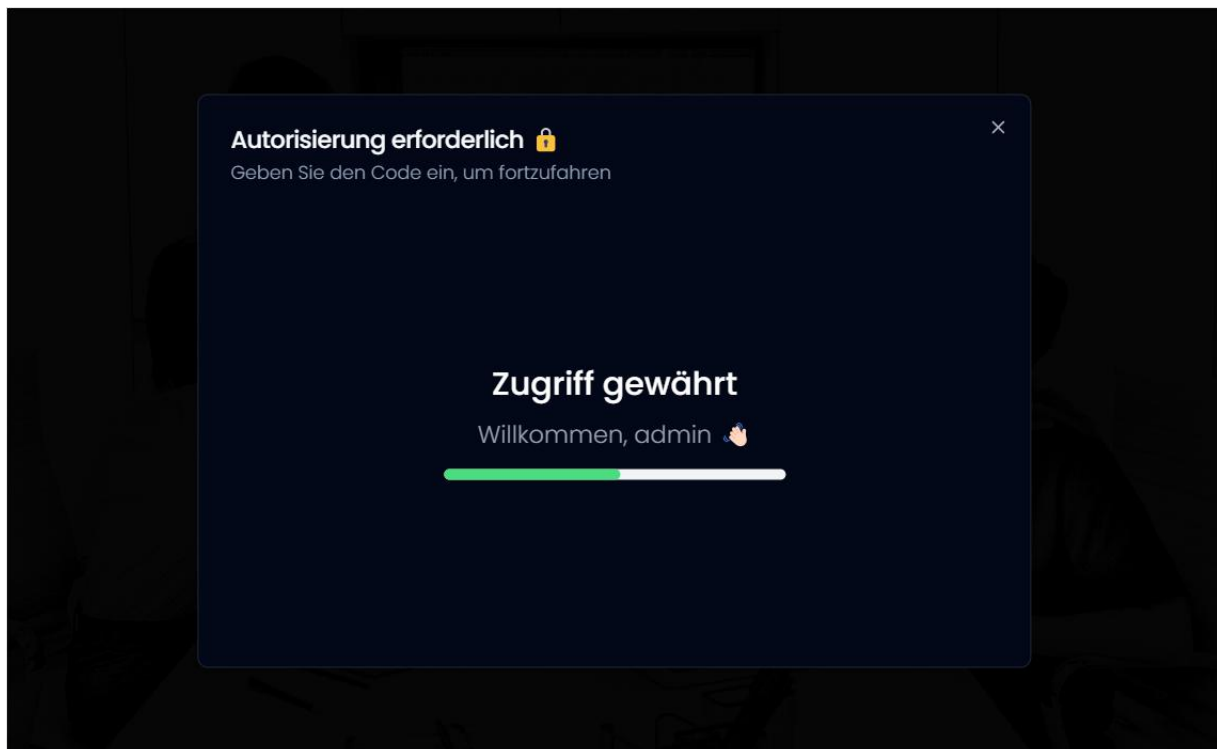 Autorisierung erforderlich 🔒
Geben Sie den Code ein, um fortzufahren
Zugriff gewährt
Willkommen, admin 👋